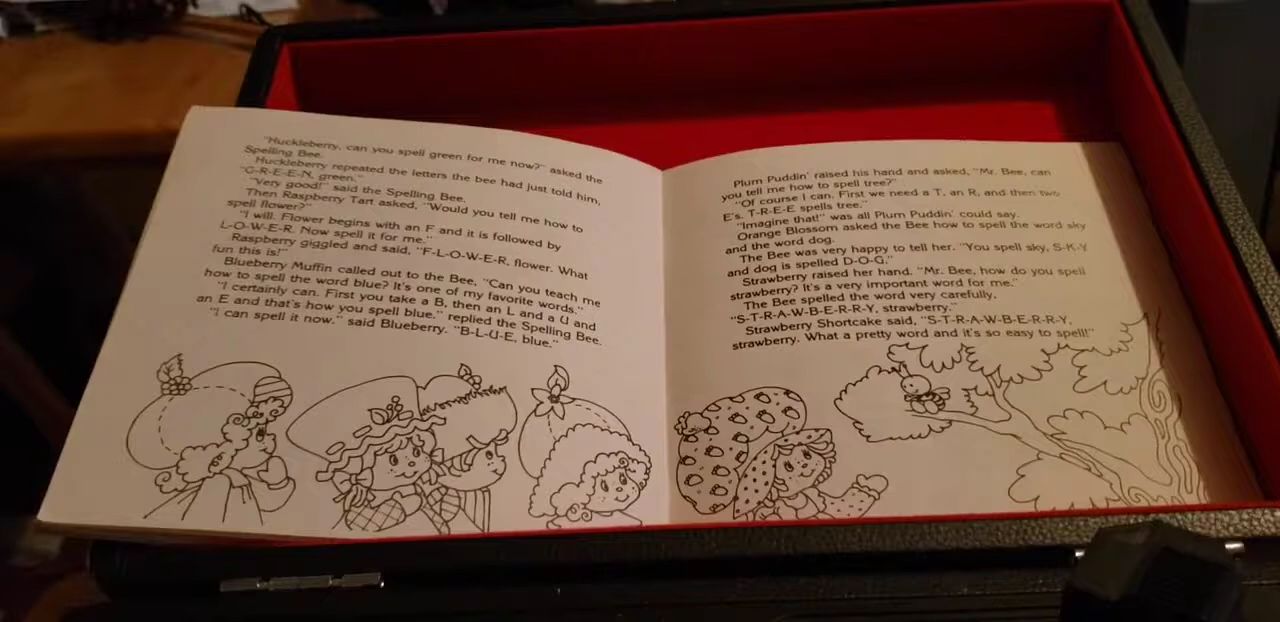 "Huckleberry, can you spell green for me now?" asked the
Spelling Bee.
Huckleberry repeated the letters the bee had just told him,
"G-R-E-E-N, green."
"Very good!" said the Spelling Bee.
Then Raspberry Tart asked, "Would you tell me how to
spell flower?"
"I will. Flower begins with an F and it is followed by
L-O-W-E-R. Now spell it for me."
Raspberry giggled and said, "F-L-O-W-E-R, flower. What
fun this is!"
Blueberry Muffin called out to the Bee, "Can you teach me
how to spell the word blue? It's one of my favorite words."
"I certainly can. First you take a B, then an L and a U and
an E and that's how you spell blue." replied the Spelling Bee.
"I can spell it now," said Blueberry. "B-L-U-E, blue."
Plum Puddin' raised his hand and asked, "Mr. Bee, can
you tell me how to spell tree?"
"Of course I can. First we need a T, an R, and then two
E's. T-R-E-E spells tree."
"Imagine that!" was all Plum Puddin' could say.
Orange Blossom asked the Bee how to spell the word sky
and the word dog.
The Bee was very happy to tell her. "You spell sky, S-K-Y
and dog is spelled D-O-G."
Strawberry raised her hand. "Mr. Bee, how do you spell
strawberry? It's a very important word for me."
The Bee spelled the word very carefully,
"S-T-R-A-W-B-E-R-R-Y, strawberry."
Strawberry Shortcake said, "S-T-R-A-W-B-E-R-R-Y,
strawberry. What a pretty word and it's so easy to spell!"